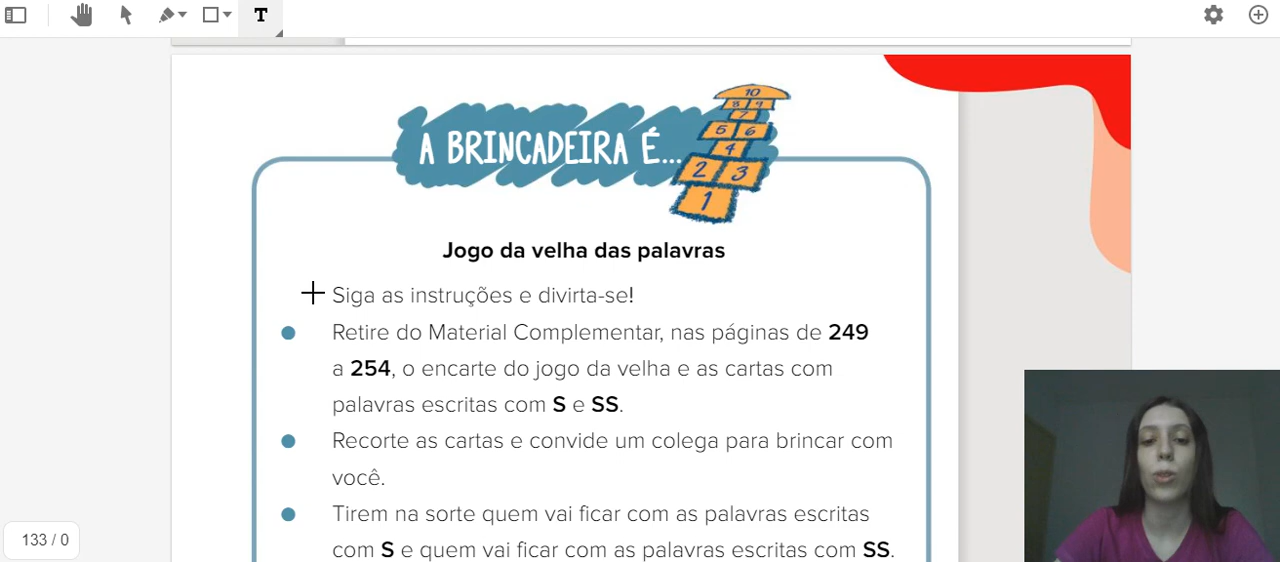 T
A BRINCADEIRA É...
10
8 9
7
5 6
4
2 3
1
Jogo da velha das palavras
Siga as instruções e divirta-se!
Retire do Material Complementar, nas páginas de 249
a 254, o encarte do jogo da velha e as cartas com
palavras escritas com S e SS.
Recorte as cartas e convide um colega para brincar com
você.
Tirem na sorte quem vai ficar com as palavras escritas
com S e quem vai ficar com as palavras escritas com SS.
133 / 0